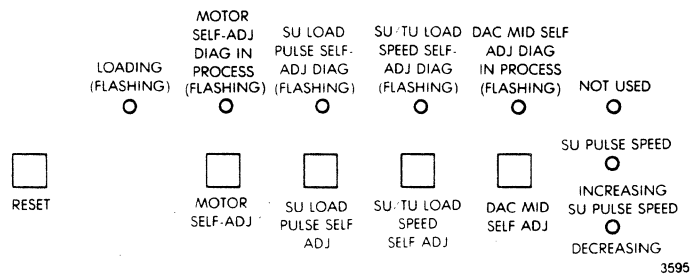 MOTOR
SELF-ADJ
DIAG IN
PROCESS
(FLASHING)
SU LOAD
PULSE SELF-
ADJ DIAG
(FLASHING)
SU/TU LOAD
SPEED SELF-
ADJ DIAG
(FLASHING)
DAC MID SELF
ADJ DIAG
IN PROCESS
(FLASHING)
LOADING
(FLASHING)
NOT USED
SU PULSE SPEED
INCREASING
SU PULSE SPEED
DECREASING
RESET
MOTOR
SELF-ADJ
SU LOAD
PULSE SELF
ADJ
SU/TU LOAD
SPEED
SELF ADJ
DAC MID
SELF ADJ
3595